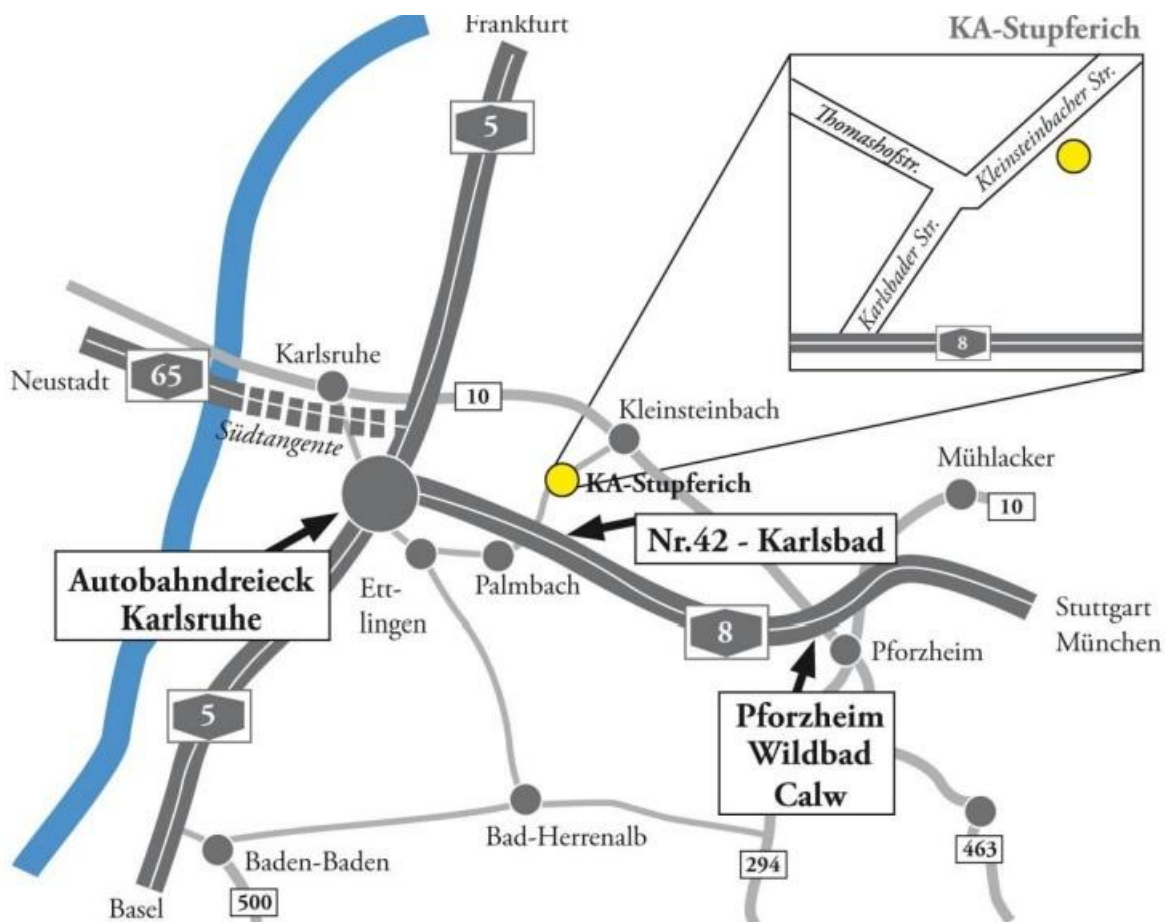 Frankfurt
KA-Stupferich
5
Thomashofstr.
Kleinsteinbacher Str.
Karlsbader Str.
8
Neustadt
65
Karlsruhe
Südtangente
10
Kleinsteinbach
KA-Stupferich
Mühlacker
10
Nr.42 - Karlsbad
Autobahndreieck
Karlsruhe
Ett-
lingen
Palmbach
8
Stuttgart
München
Pforzheim
5
Pforzheim
Wildbad
Calw
Bad-Herrenalb
Baden-Baden
294
463
500
Basel